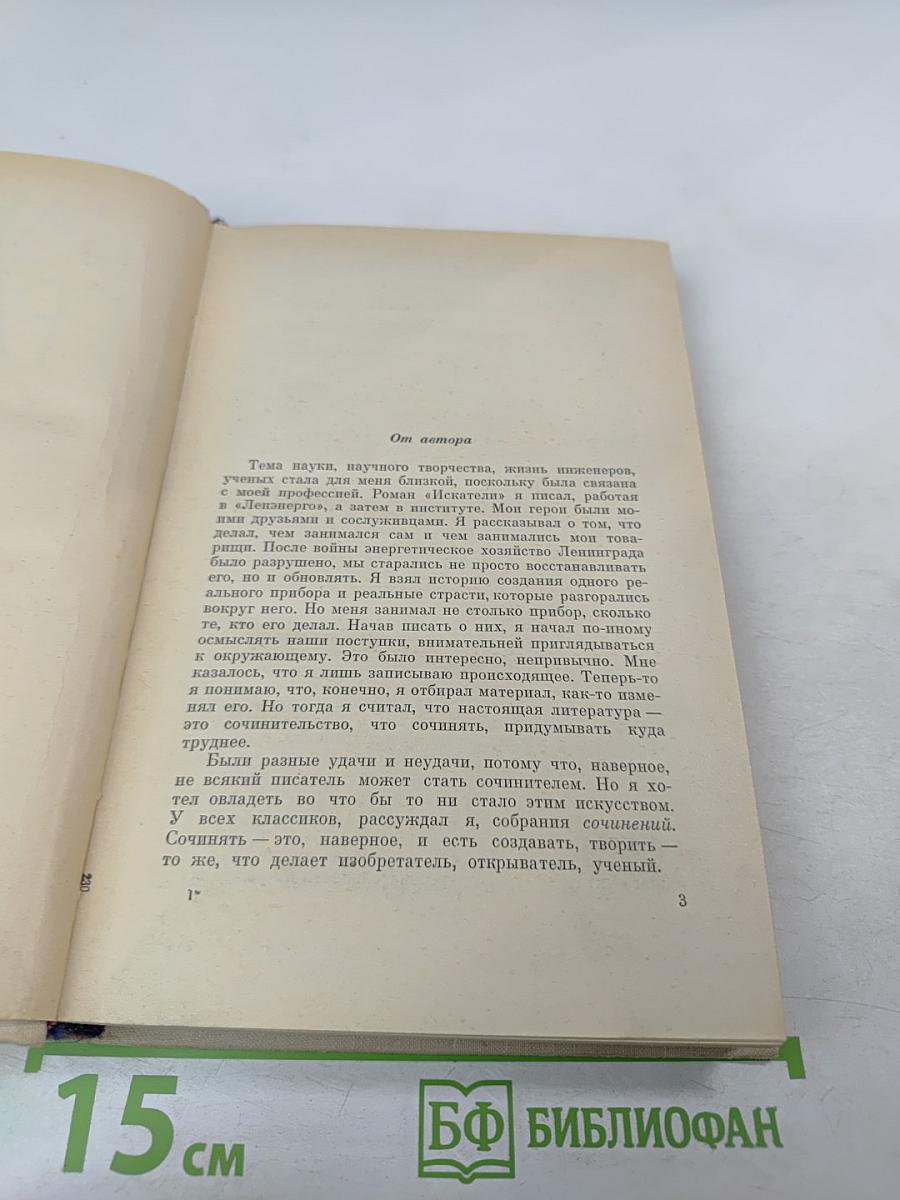 От автора
Тема науки, научного творчества, жизнь инженеров,
ученых стала для меня близкой, поскольку была связана
с моей профессией. Роман «Искатели» я писал, работая
в «Ленэнерго», а затем в институте. Мои герои были мо-
ими друзьями и сослуживцами. Я рассказывал о том, что
делал, чем занимался сам и чем занимались мои това-
рищи. После войны энергетическое хозяйство Ленинграда
было разрушено, мы старались не просто восстанавливать
его, но и обновлять. Я взял историю создания одного ре-
ального прибора и реальные страсти, которые разгорались
вокруг него. Но меня занимал не столько прибор, сколько
те, кто его делал. Начав писать о них, я начал по-иному
осмыслять наши поступки, внимательней приглядываться
к окружающему. Это было интересно, непривычно. Мне
казалось, что я лишь записываю происходящее. Теперь-то
я понимаю, что, конечно, я отбирал материал, как-то изме-
нял его. Но тогда я считал, что настоящая литература —
это сочинительство, что сочинять, придумывать куда
труднее.
Были разные удачи и неудачи, потому что, наверное,
не всякий писатель может стать сочинителем. Но я хо-
тел овладеть во что бы то ни стало этим искусством.
У всех классиков, рассуждал я, собрания сочинений.
Сочинять — это, наверное, и есть создавать, творить —
то же, что делает изобретатель, открыватель, ученый.
230
1*
3
15 см
БФ БИБЛИОФАН